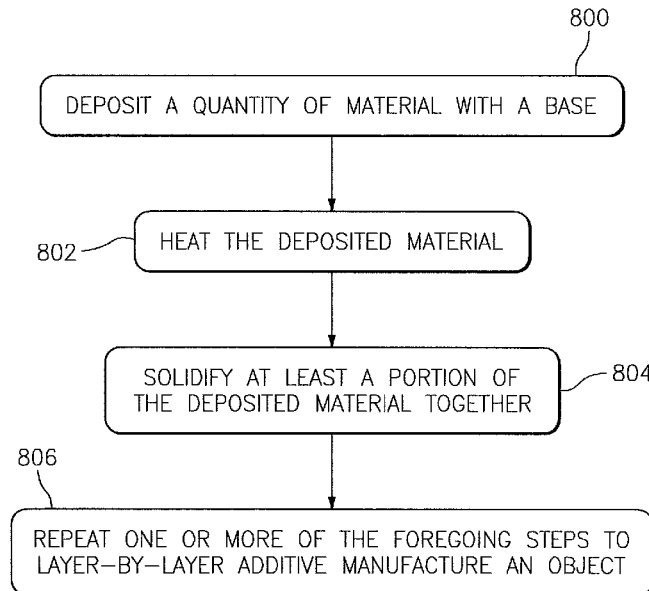 800
DEPOSIT A QUANTITY OF MATERIAL WITH A BASE
802
HEAT THE DEPOSITED MATERIAL
SOLIDIFY AT LEAST A PORTION OF
THE DEPOSITED MATERIAL TOGETHER
804
806
REPEAT ONE OR MORE OF THE FOREGOING STEPS TO
LAYER–BY–LAYER ADDITIVE MANUFACTURE AN OBJECT